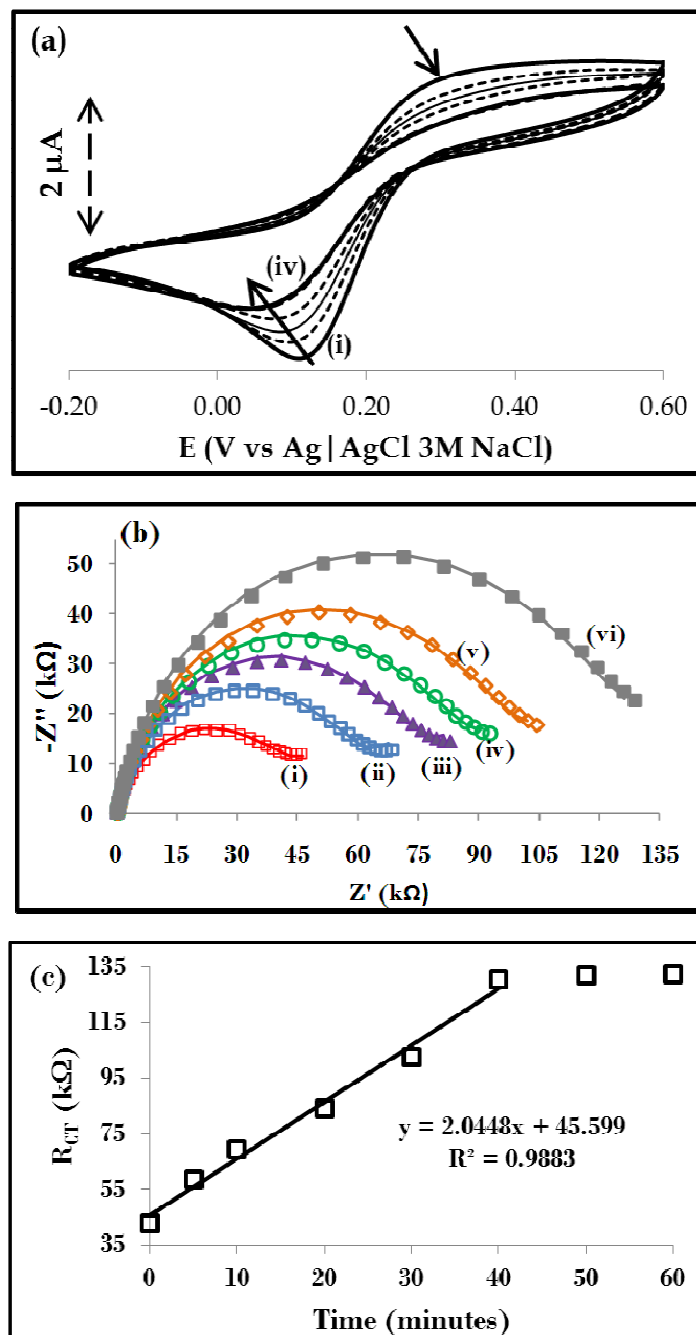 (a)
2 µA
(iv)
(i)
-0.20 0.00 0.20 0.40 0.60
E (V vs Ag|AgCl 3M NaCl)
(b)
50
40
30
20
10
0
-Z'' (kΩ)
(vi)
(v)
(iv)
(iii)
(ii)
(i)
0 15 30 45 60 75 90 105 120 135
Z' (kΩ)
(c)
135
115
95
75
55
35
R_CT (kΩ)
y = 2.0448x + 45.599
R² = 0.9883
0 10 20 30 40 50 60
Time (minutes)